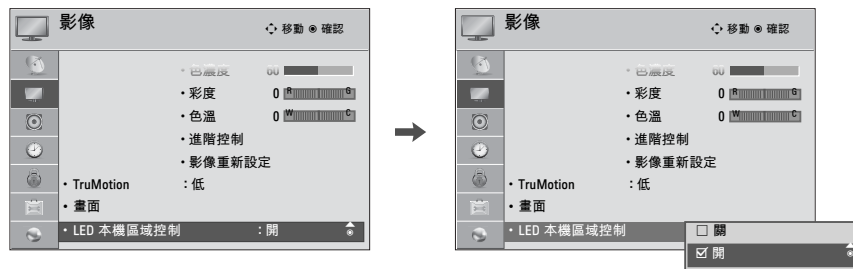 影像
移動 ◉ 確認
• 色濃度 60
• 彩度 0 R G
• 色溫 0 W C
• 進階控制
• 影像重新設定
• TruMotion : 低
• 畫面
• LED 本機區域控制 : 開
影像
移動 ◉ 確認
• 色濃度 60
• 彩度 0 R G
• 色溫 0 W C
• 進階控制
• 影像重新設定
• TruMotion : 低
• 畫面
• LED 本機區域控制
☐ 關
☑ 開